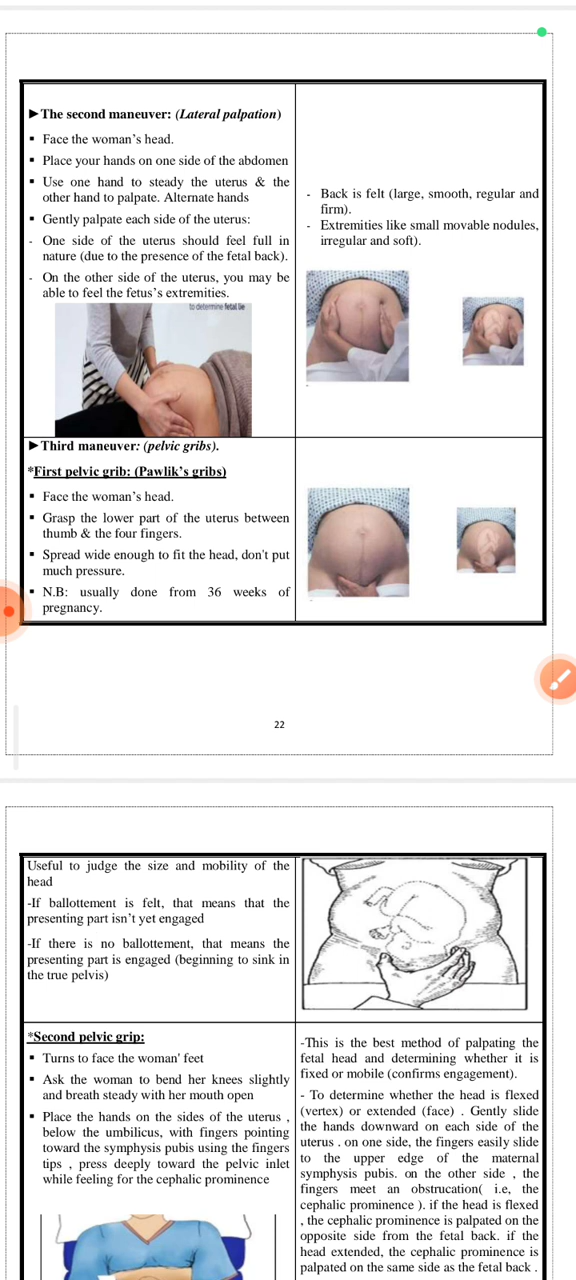 ►The second maneuver: (Lateral palpation)
▪ Face the woman's head.
▪ Place your hands on one side of the abdomen
▪ Use one hand to steady the uterus & the
other hand to palpate. Alternate hands
▪ Gently palpate each side of the uterus:
- One side of the uterus should feel full in
nature (due to the presence of the fetal back).
- On the other side of the uterus, you may be
able to feel the fetus's extremities.
to determine fetal lie
- Back is felt (large, smooth, regular and
firm).
- Extremities like small movable nodules,
irregular and soft).
►Third maneuver: (pelvic gribs).
*First pelvic grib: (Pawlik's gribs)
▪ Face the woman's head.
▪ Grasp the lower part of the uterus between
thumb & the four fingers.
▪ Spread wide enough to fit the head, don't put
much pressure.
▪ N.B: usually done from 36 weeks of
pregnancy.
22
Useful to judge the size and mobility of the
head
-If ballottement is felt, that means that the
presenting part isn't yet engaged
-If there is no ballottement, that means the
presenting part is engaged (beginning to sink in
the true pelvis)
*Second pelvic grip:
▪ Turns to face the woman' feet
▪ Ask the woman to bend her knees slightly
and breath steady with her mouth open
▪ Place the hands on the sides of the uterus ,
below the umbilicus, with fingers pointing
toward the symphysis pubis using the fingers
tips , press deeply toward the pelvic inlet
while feeling for the cephalic prominence
-This is the best method of palpating the
fetal head and determining whether it is
fixed or mobile (confirms engagement).
- To determine whether the head is flexed
(vertex) or extended (face) . Gently slide
the hands downward on each side of the
uterus . on one side, the fingers easily slide
to the upper edge of the maternal
symphysis pubis. on the other side , the
fingers meet an obstrucation( i.e, the
cephalic prominence ). if the head is flexed
, the cephalic prominence is palpated on the
opposite side from the fetal back. if the
head extended, the cephalic prominence is
palpated on the same side as the fetal back .